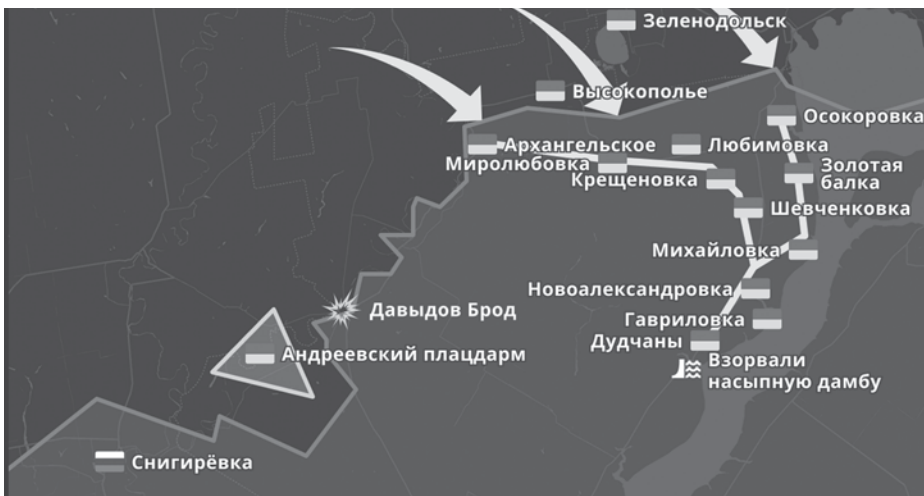 Зеленодольск
Высокополье
Осокоровка
Архангельское
Любимовка
Миролюбовка
Золотая
балка
Крещеновка
Шевченковка
Михайловка
Новоалександровка
Давыдов Брод
Гавриловка
Дудчаны
Андреевский плацдарм
Взорвали
насыпную дамбу
Снигирёвка